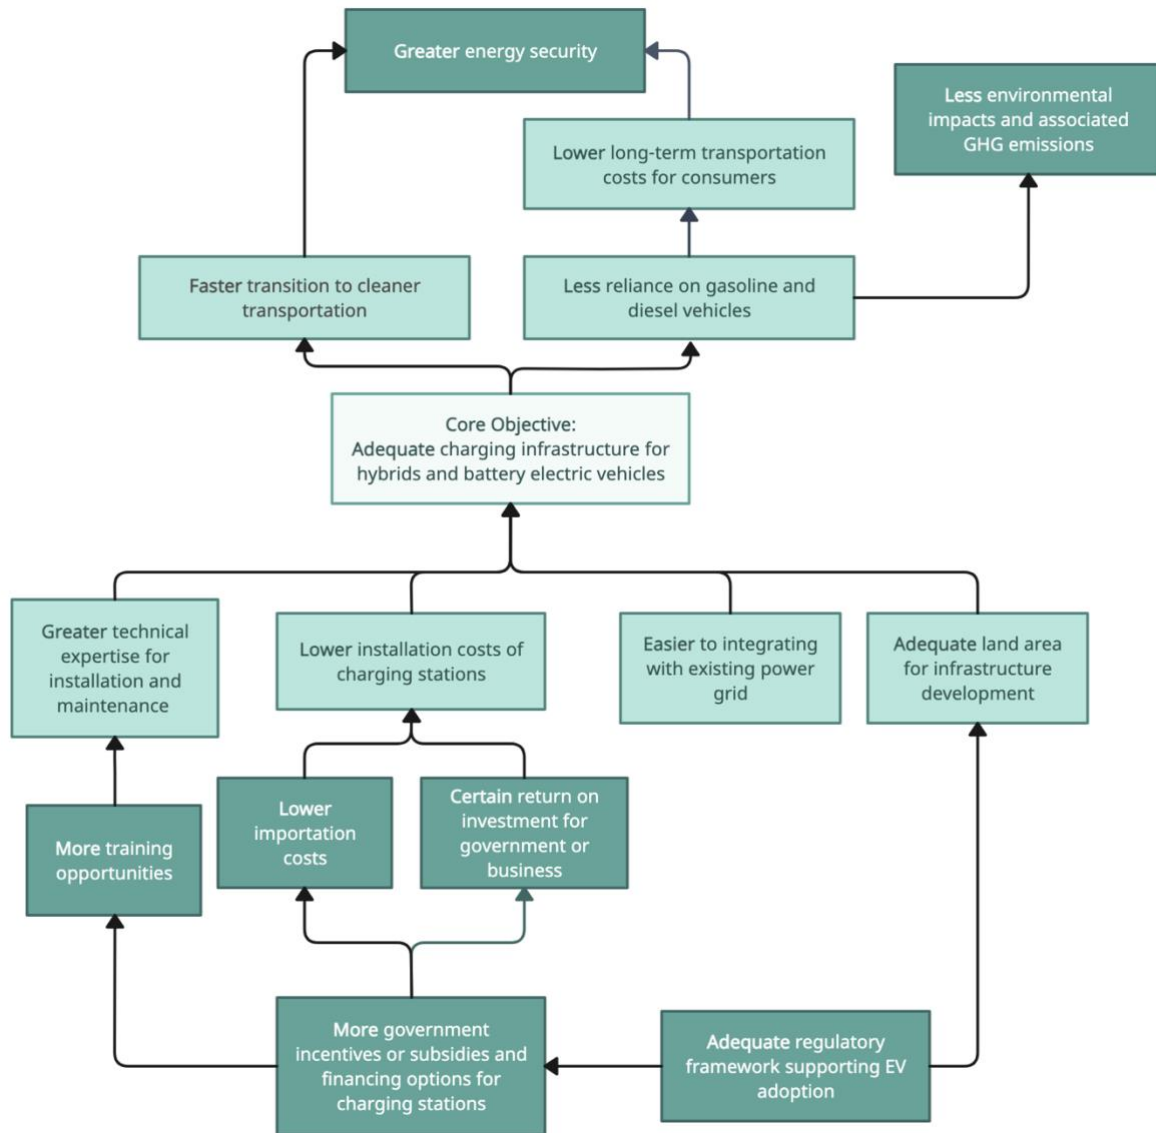 Greater energy security
Less environmental
impacts and associated
GHG emissions
Lower long-term transportation
costs for consumers
Faster transition to cleaner
transportation
Less reliance on gasoline and
diesel vehicles
Core Objective:
Adequate charging infrastructure for
hybrids and battery electric vehicles
Greater technical
expertise for
installation and
maintenance
Lower installation costs of
charging stations
Easier to integrating
with existing power
grid
Adequate land area
for infrastructure
development
More training
opportunities
Lower
importation
costs
Certain return on
investment for
government or
business
More government
incentives or subsidies and
financing options for
charging stations
Adequate regulatory
framework supporting EV
adoption